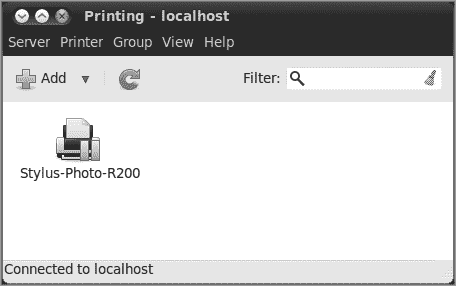 Printing - localhost
Server Printer Group View Help
Add Filter:
Stylus-Photo-R200
Connected to localhost